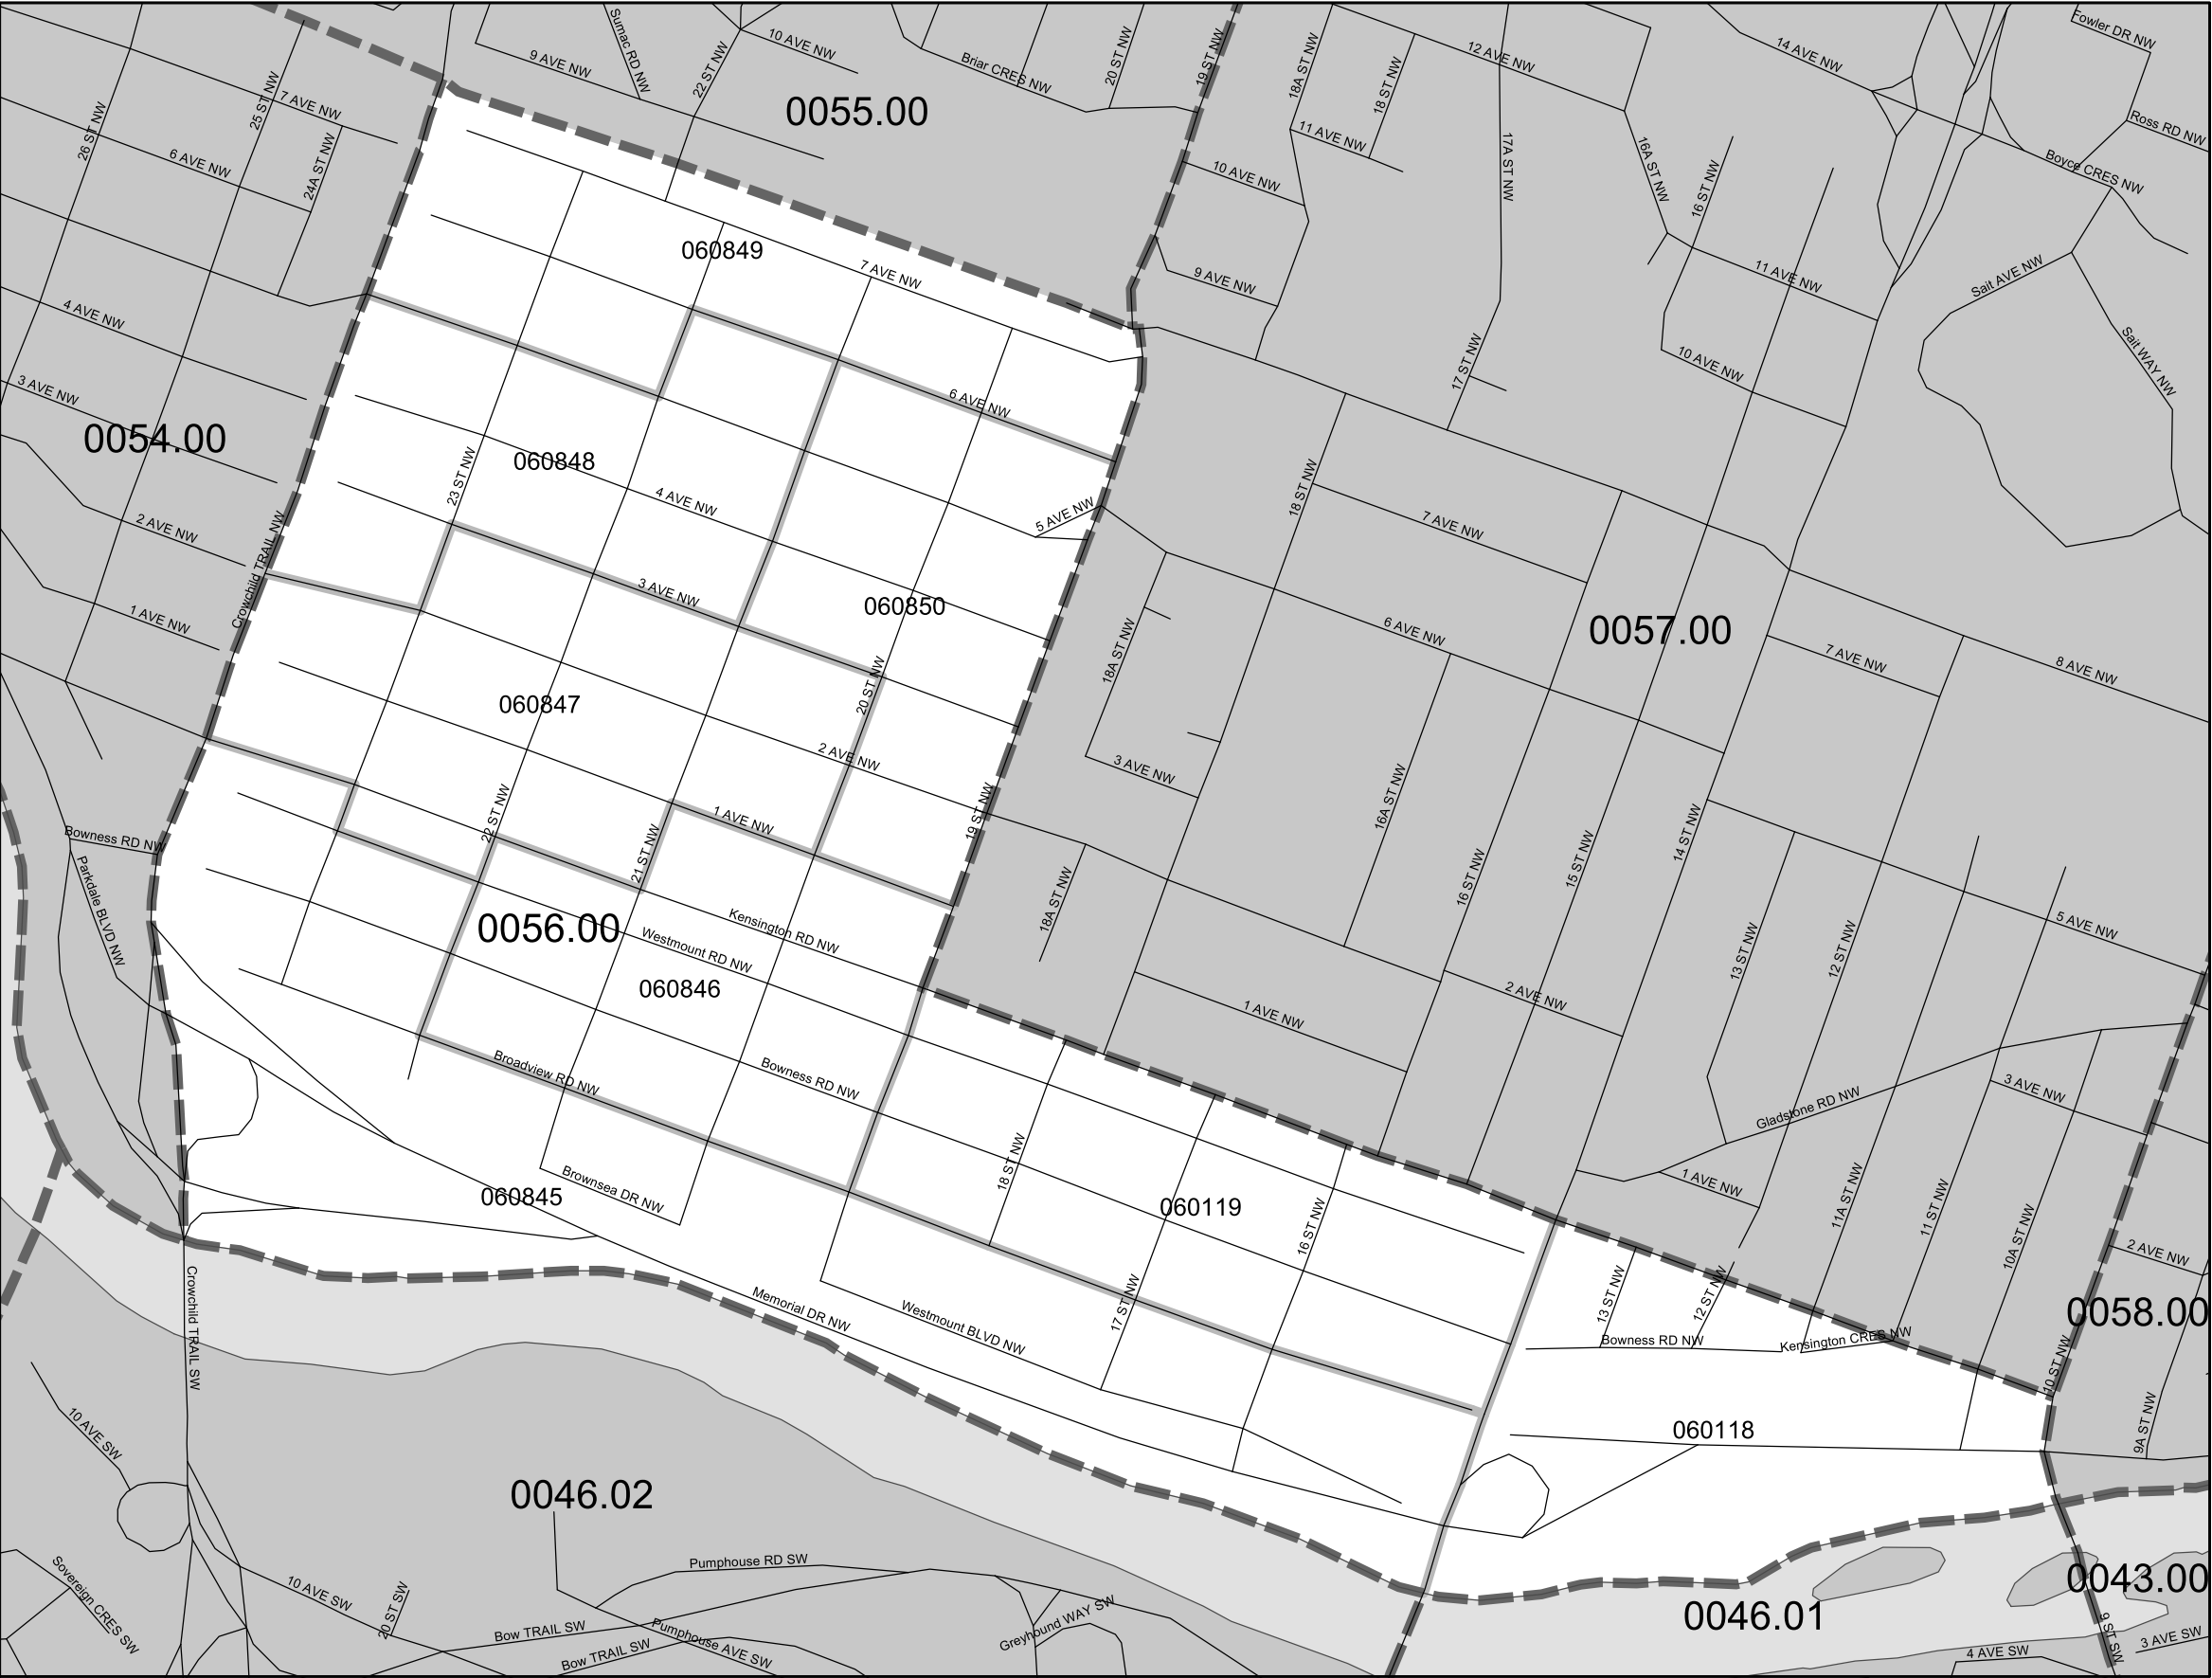 Fowler DR NW
Sumac RD NW
10 AVE NW
9 AVE NW
22 ST NW
Briar CRES NW
20 ST NW
19 ST NW
18A ST NW
18 ST NW
12 AVE NW
14 AVE NW
Ross RD NW
Boyce CRES NW
26 ST NW
25 ST NW
7 AVE NW
24A ST NW
6 AVE NW
0055.00
11 AVE NW
10 AVE NW
17A ST NW
16A ST NW
16 ST NW
060849
7 AVE NW
9 AVE NW
11 AVE NW
Sait AVE NW
Sait WAY NW
4 AVE NW
3 AVE NW
17 ST NW
10 AVE NW
6 AVE NW
0054.00
060848
23 ST NW
4 AVE NW
5 AVE NW
18 ST NW
7 AVE NW
2 AVE NW
Crowchild TRAIL NW
3 AVE NW
060850
1 AVE NW
0057.00
6 AVE NW
18A ST NW
7 AVE NW
8 AVE NW
20 ST NW
060847
2 AVE NW
3 AVE NW
22 ST NW
1 AVE NW
19 ST NW
16A ST NW
14 ST NW
Bowness RD NW
21 ST NW
15 ST NW
16 ST NW
Parkdale BLVD NW
0056.00
Kensington RD NW
Westmount RD NW
18A ST NW
13 ST NW
12 ST NW
5 AVE NW
060846
1 AVE NW
2 AVE NW
Broadview RD NW
Bowness RD NW
3 AVE NW
Gladstone RD NW
18 ST NW
Brownsea DR NW
060845
060119
1 AVE NW
16 ST NW
11A ST NW
11 ST NW
10A ST NW
2 AVE NW
Crowchild TRAIL SW
Memorial DR NW
Westmount BLVD NW
17 ST NW
13 ST NW
12 ST NW
0058.00
Bowness RD NW
Kensington CRES NW
10 ST NW
10 AVE SW
060118
9A ST NW
0046.02
Sovereign CRES SW
10 AVE SW
20 ST SW
Pumphouse RD SW
Bow TRAIL SW
Bow TRAIL SW
Pumphouse AVE SW
Greyhound WAY SW
0043.00
0046.01
9 ST SW
4 AVE SW
3 AVE SW